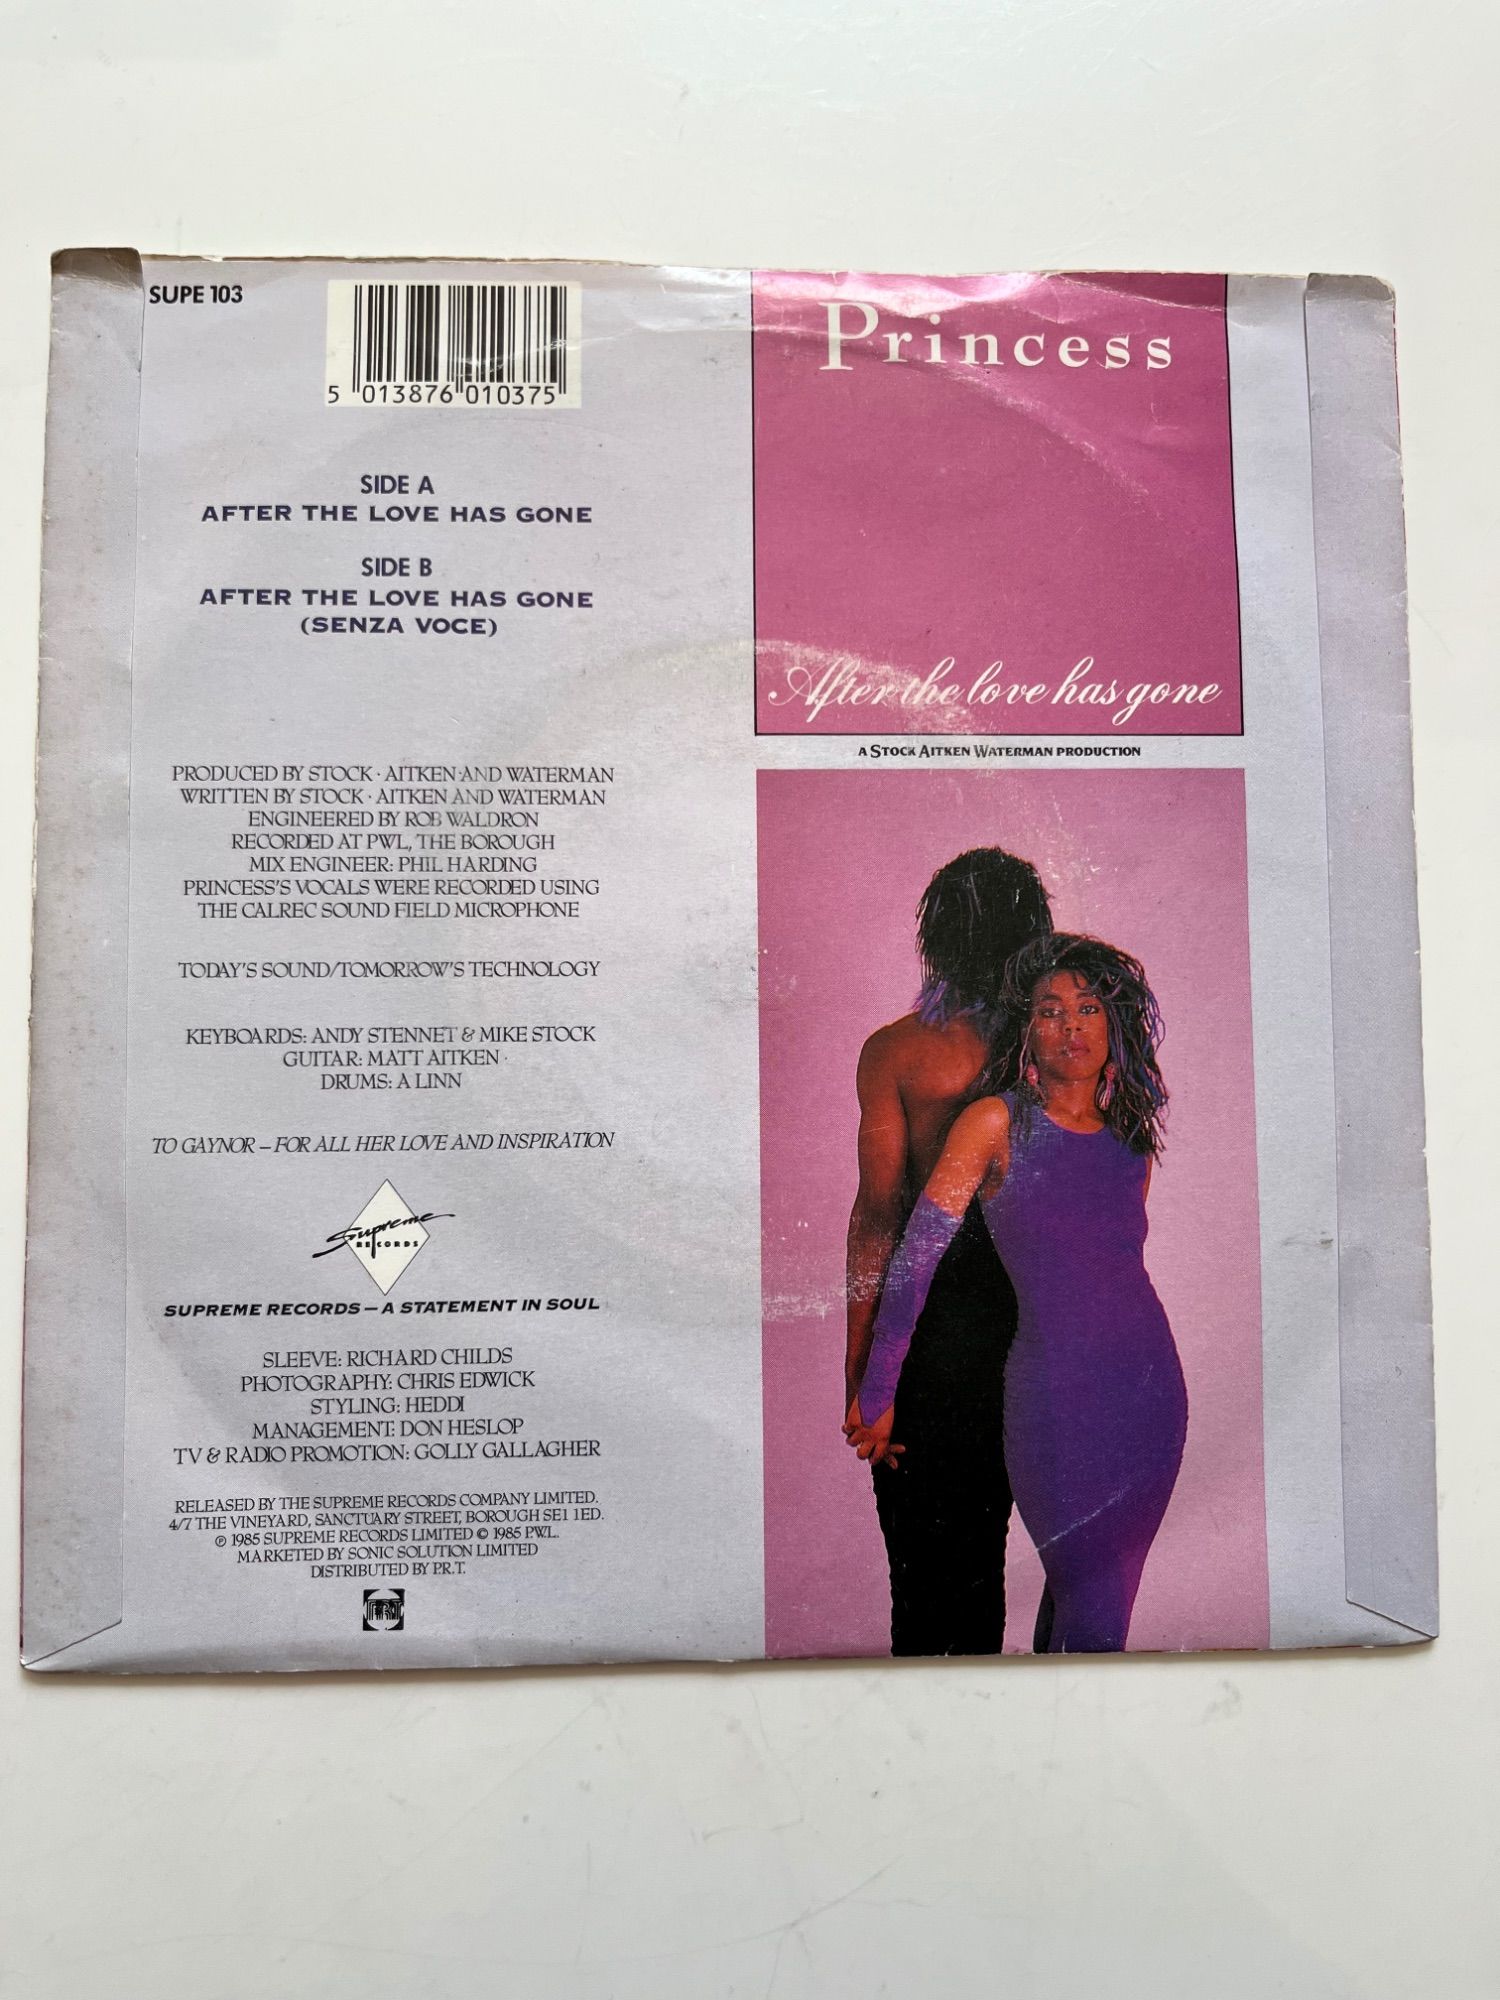 SUPE 103
5 013876 010375
SIDE A
AFTER THE LOVE HAS GONE
SIDE B
AFTER THE LOVE HAS GONE
(SENZA VOCE)
PRODUCED BY STOCK · AITKEN AND WATERMAN
WRITTEN BY STOCK · AITKEN AND WATERMAN
ENGINEERED BY ROB WALDRON
RECORDED AT PWL, THE BOROUGH
MIX ENGINEER: PHIL HARDING
PRINCESS'S VOCALS WERE RECORDED USING
THE CALREC SOUND FIELD MICROPHONE
TODAY'S SOUND/TOMORROW'S TECHNOLOGY
KEYBOARDS: ANDY STENNET & MIKE STOCK
GUITAR: MATT AITKEN ·
DRUMS: A LINN
TO GAYNOR – FOR ALL HER LOVE AND INSPIRATION
Supreme
RECORDS
SUPREME RECORDS – A STATEMENT IN SOUL
SLEEVE: RICHARD CHILDS
PHOTOGRAPHY: CHRIS EDWICK
STYLING: HEDDI
MANAGEMENT: DON HESLOP
TV & RADIO PROMOTION: GOLLY GALLAGHER
RELEASED BY THE SUPREME RECORDS COMPANY LIMITED.
4/7 THE VINEYARD, SANCTUARY STREET, BOROUGH SE1 1ED.
℗ 1985 SUPREME RECORDS LIMITED © 1985 P.W.L.
MARKETED BY SONIC SOLUTION LIMITED
DISTRIBUTED BY P.R.T.
PRT
Princess
After the love has gone
A STOCK AITKEN WATERMAN PRODUCTION